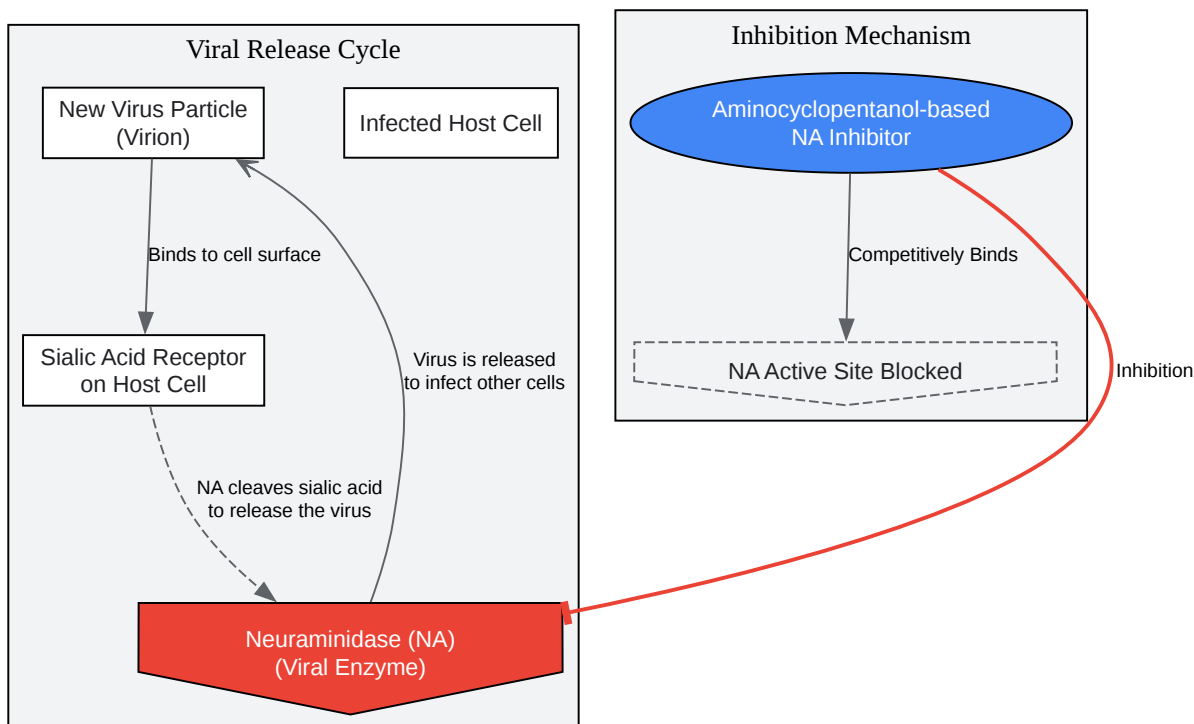 Viral Release Cycle
New Virus Particle
(Virion)
Infected Host Cell
Binds to cell surface
Sialic Acid Receptor
on Host Cell
Virus is released
to infect other cells
NA cleaves sialic acid
to release the virus
Neuraminidase (NA)
(Viral Enzyme)
Inhibition Mechanism
Aminocyclopentanol-based
NA Inhibitor
Competitively Binds
NA Active Site Blocked
Inhibition